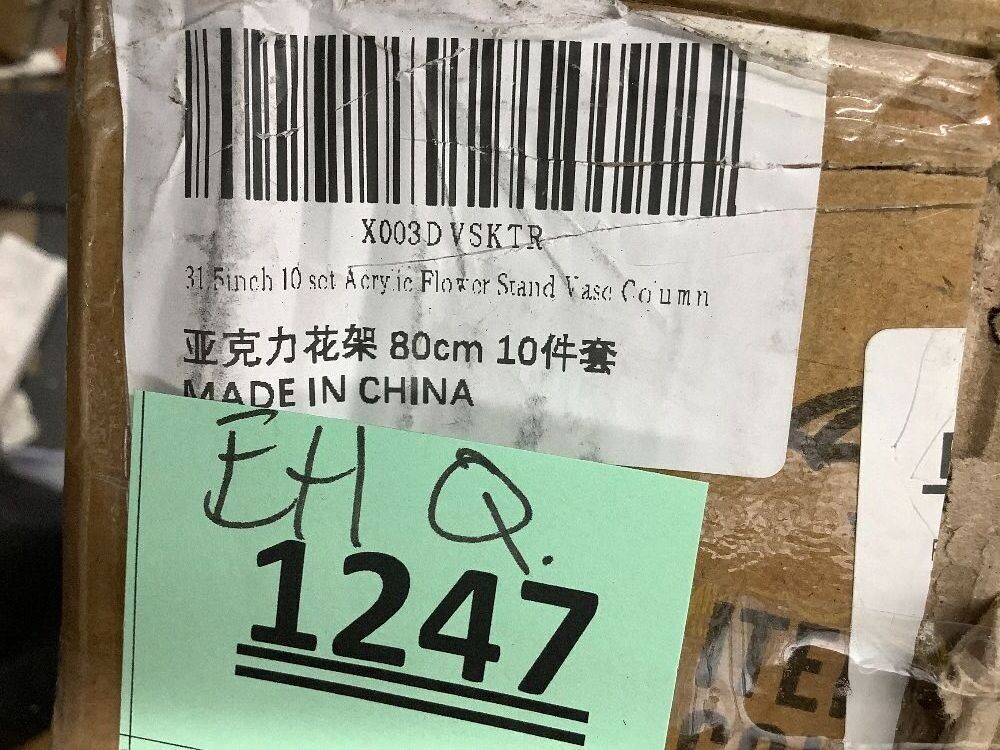 X003DVSKTR
31.5inch 10 set Acrylic Flower Stand Vase Column
亚克力花架 80cm 10件套
MADE IN CHINA
EH Q.
1247